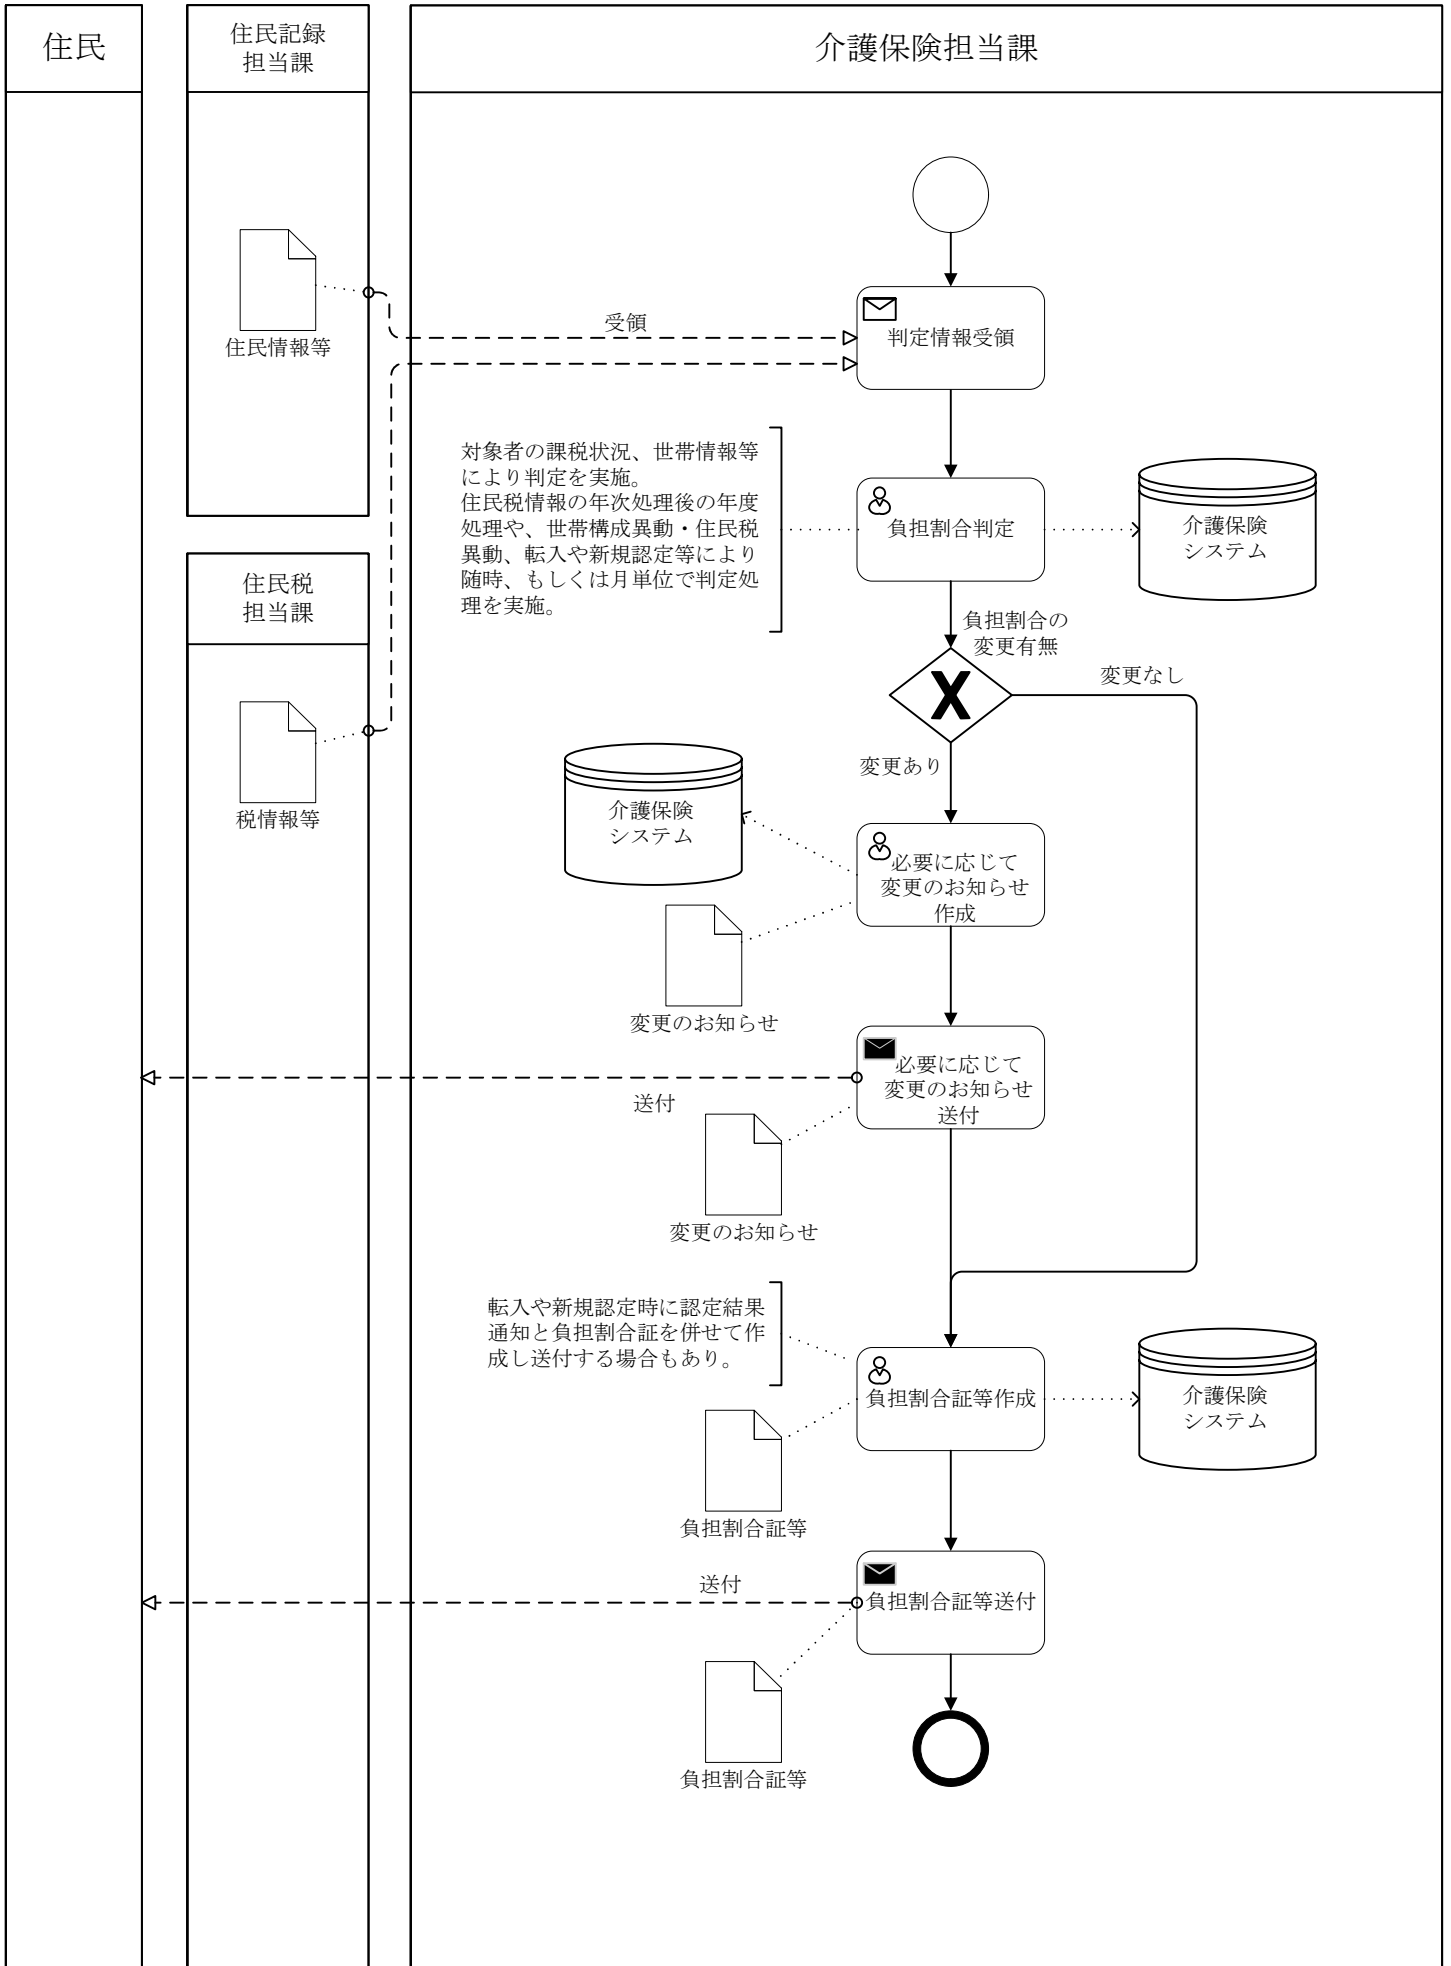 住民
住民記録
担当課
介護保険担当課
住民情報等
受領
判定情報受領
対象者の課税状況、世帯情報等
により判定を実施。
住民税情報の年次処理後の年度
処理や、世帯構成異動・住民税
異動、転入や新規認定等により
随時、もしくは月単位で判定処
理を実施。
負担割合判定
介護保険
システム
住民税
担当課
負担割合の
変更有無
変更なし
変更あり
税情報等
介護保険
システム
必要に応じて
変更のお知らせ
作成
変更のお知らせ
必要に応じて
変更のお知らせ
送付
送付
変更のお知らせ
転入や新規認定時に認定結果
通知と負担割合証を併せて作
成し送付する場合もあり。
負担割合証等作成
介護保険
システム
負担割合証等
送付
負担割合証等送付
負担割合証等